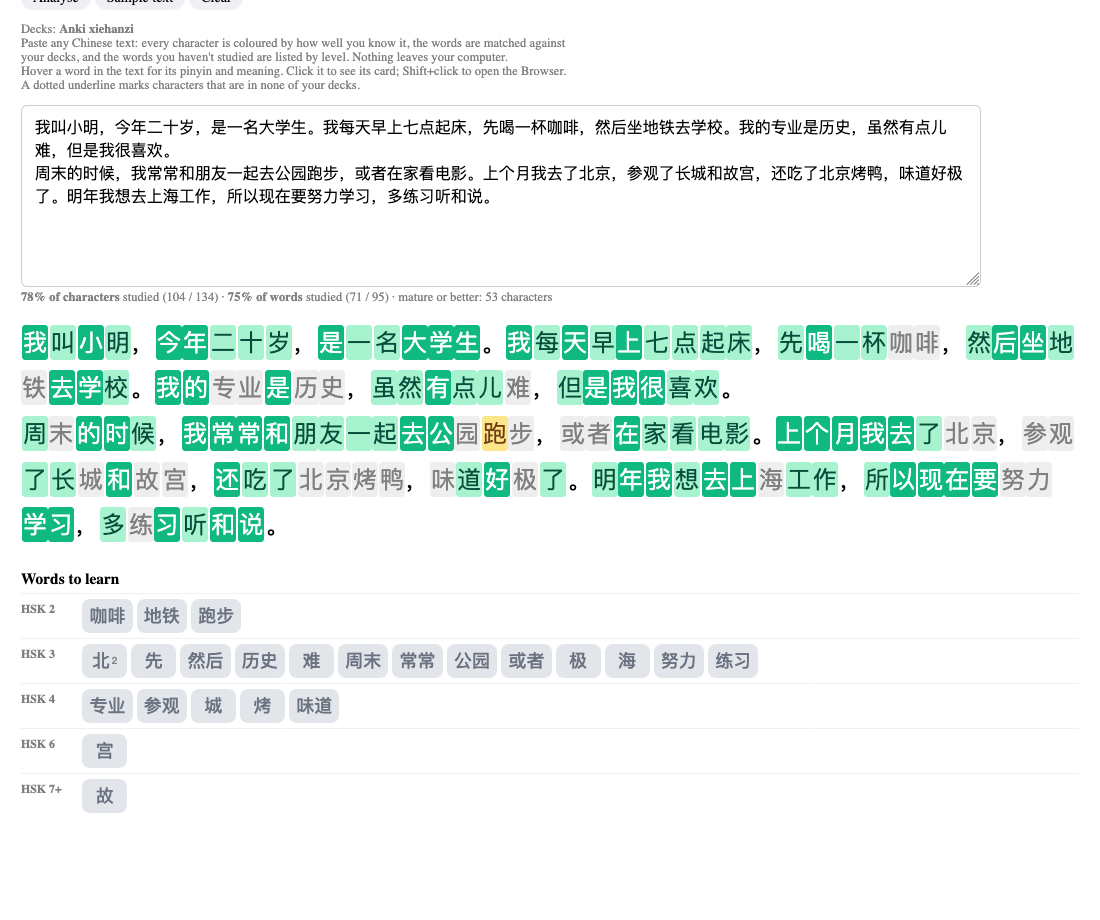 Analyse Sample text Clear
Decks: Anki xiehanzi
Paste any Chinese text: every character is coloured by how well you know it, the words are matched against
your decks, and the words you haven't studied are listed by level. Nothing leaves your computer.
Hover a word in the text for its pinyin and meaning. Click it to see its card; Shift+click to open the Browser.
A dotted underline marks characters that are in none of your decks.
我叫小明，今年二十岁，是一名大学生。我每天早上七点起床，先喝一杯咖啡，然后坐地铁去学校。我的专业是历史，虽然有点儿
难，但是我很喜欢。
周末的时候，我常常和朋友一起去公园跑步，或者在家看电影。上个月我去了北京，参观了长城和故宫，还吃了北京烤鸭，味道好极
了。明年我想去上海工作，所以现在要努力学习，多练习听和说。
78% of characters studied (104 / 134) · 75% of words studied (71 / 95) · mature or better: 53 characters
我叫小明，今年二十岁，是一名大学生。我每天早上七点起床，先喝一杯咖啡，然后坐地
铁去学校。我的专业是历史，虽然有点儿难，但是我很喜欢。
周末的时候，我常常和朋友一起去公园跑步，或者在家看电影。上个月我去了北京，参观
了长城和故宫，还吃了北京烤鸭，味道好极了。明年我想去上海工作，所以现在要努力
学习，多练习听和说。
Words to learn
HSK 2 咖啡 地铁 跑步
HSK 3 北2 先 然后 历史 难 周末 常常 公园 或者 极 海 努力 练习
HSK 4 专业 参观 城 烤 味道
HSK 6 宫
HSK 7+ 故